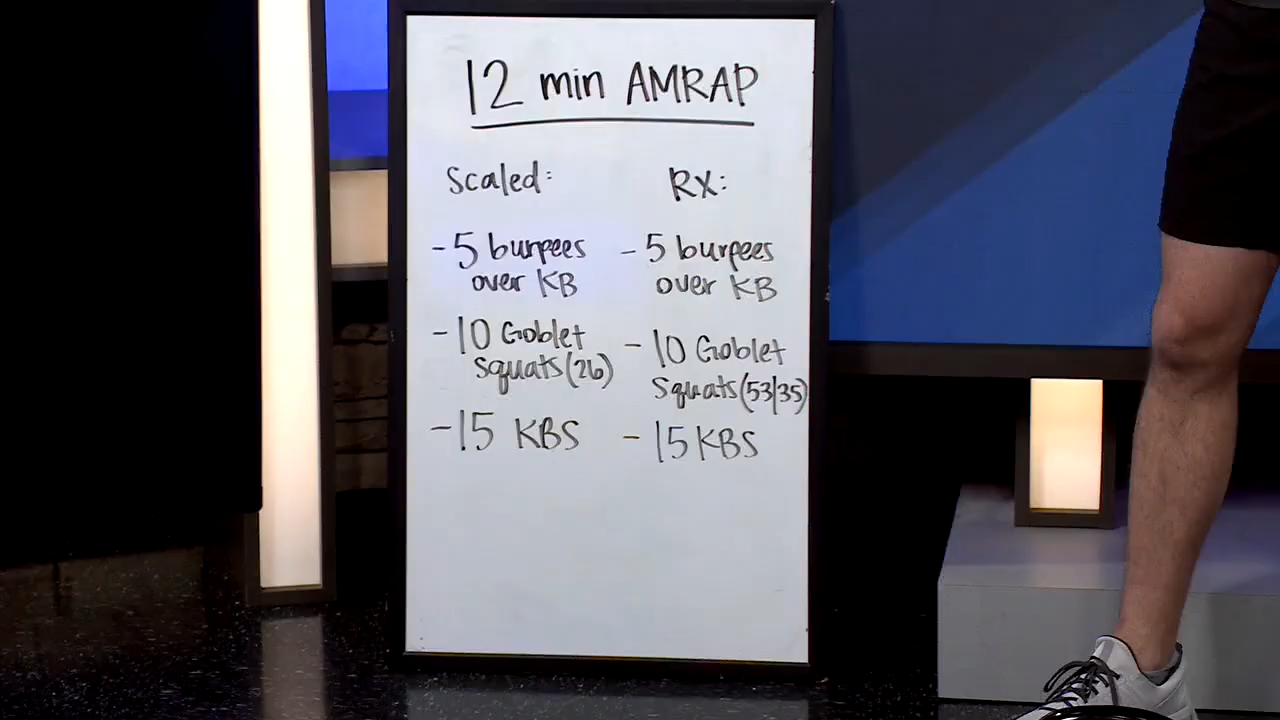 12 min AMRAP
Scaled:
- 5 burpees
over KB
- 10 Goblet
Squats (26)
- 15 KBS
RX:
- 5 burpees
over KB
- 10 Goblet
Squats (53/35)
- 15 KBS